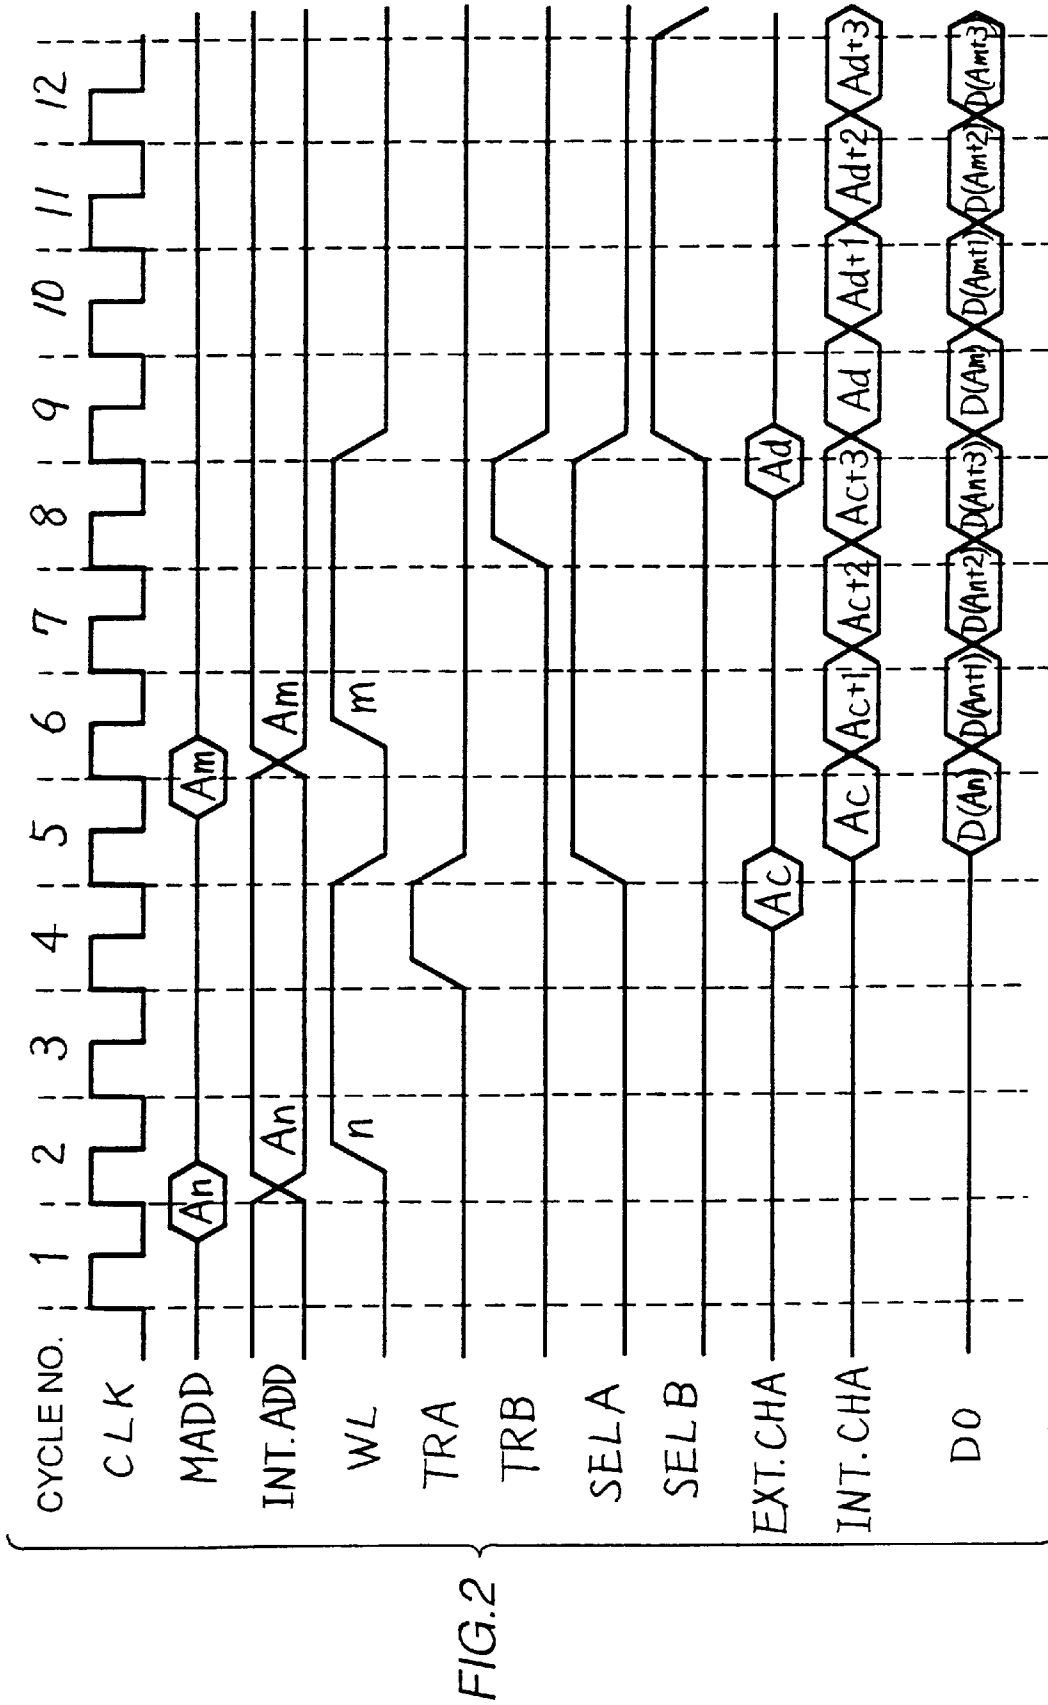 FIG.2
CYCLE NO. 1 2 3 4 5 6 7 8 9 10 11 12
CLK
MADD An Am
INT.ADD An Am
WL n m
TRA
TRB
SELA
SELB
EXT.CHA Ac Ad
INT.CHA Ac Ac+1 Ac+2 Ac+3 Ad Ad+1 Ad+2 Ad+3
DO D(An) D(An+1) D(An+2) D(An+3) D(Am) D(Am+1) D(Am+2) D(Am+3)